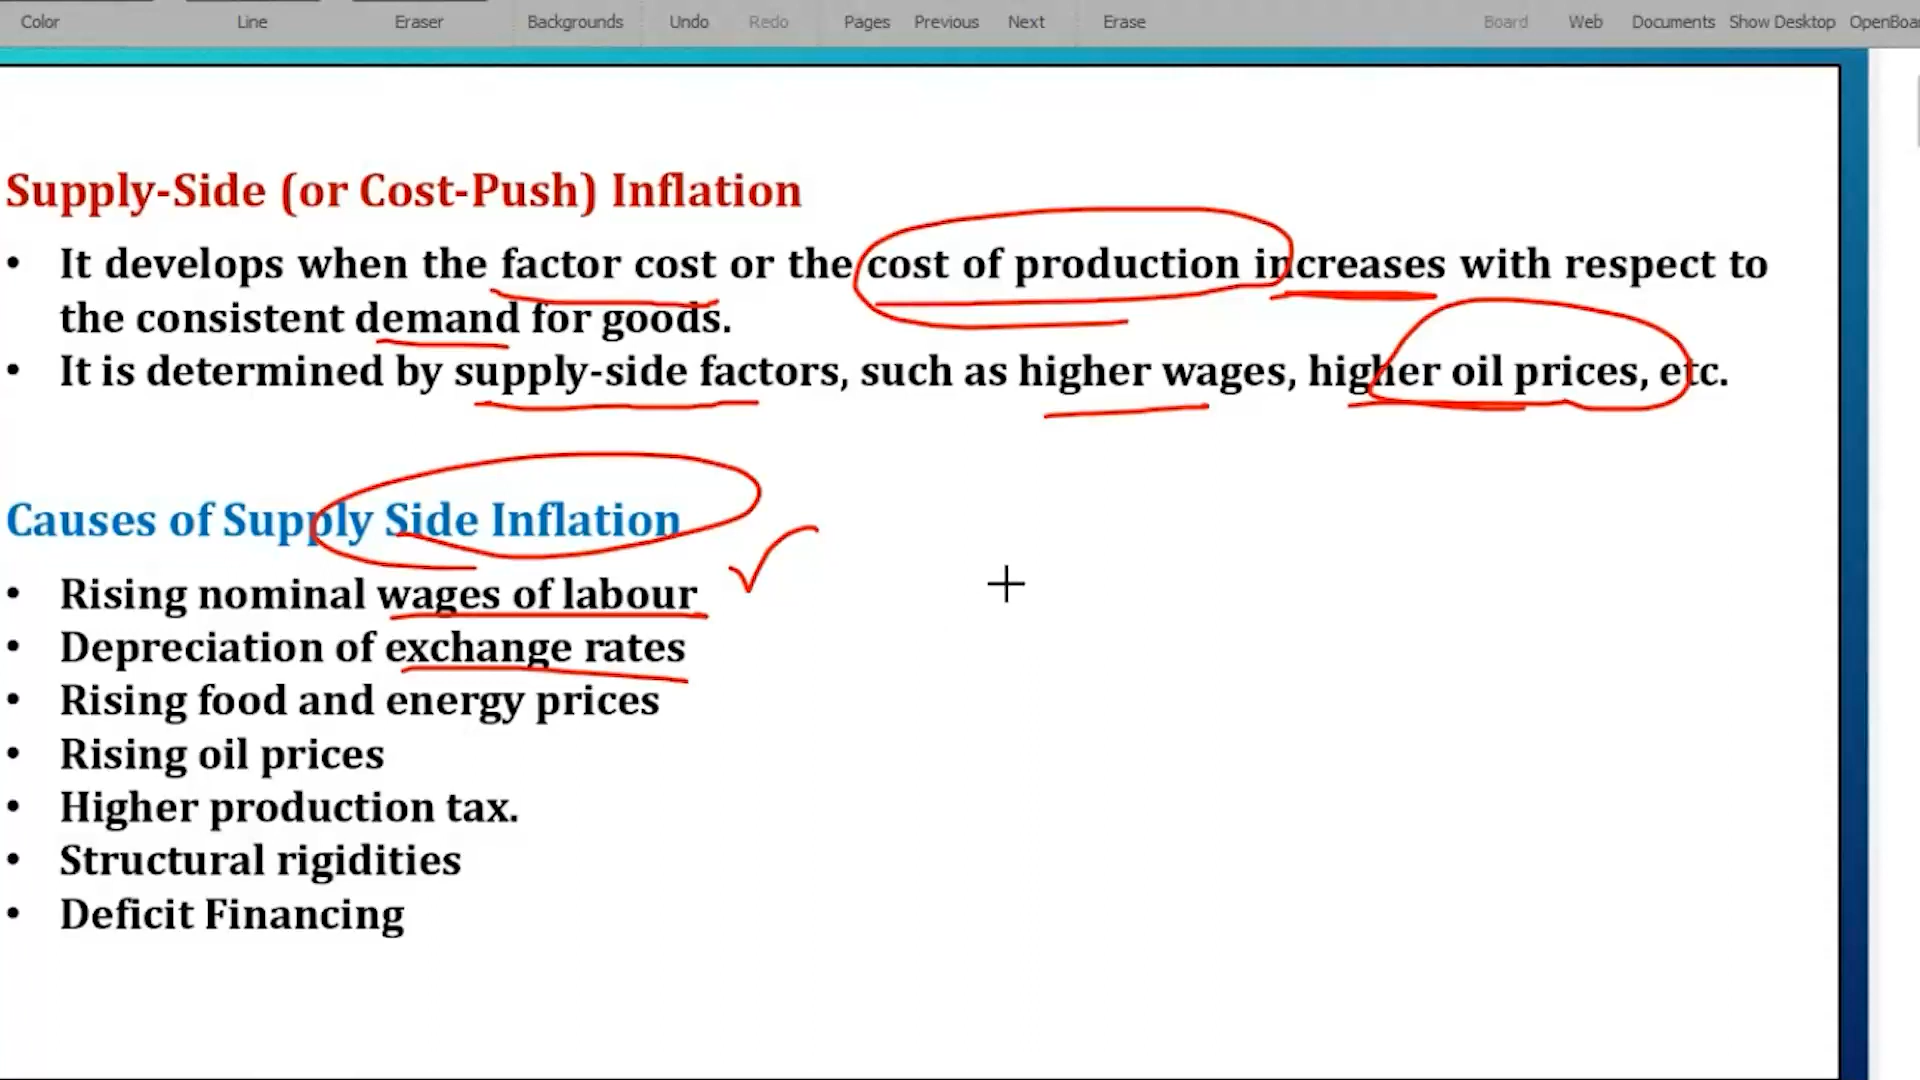 Color Line Eraser Backgrounds Undo Redo Pages Previous Next Erase Board Web Documents Show Desktop
Supply-Side (or Cost-Push) Inflation
• It develops when the factor cost or the cost of production increases with respect to
the consistent demand for goods.
• It is determined by supply-side factors, such as higher wages, higher oil prices, etc.
Causes of Supply Side Inflation
• Rising nominal wages of labour
• Depreciation of exchange rates
• Rising food and energy prices
• Rising oil prices
• Higher production tax.
• Structural rigidities
• Deficit Financing